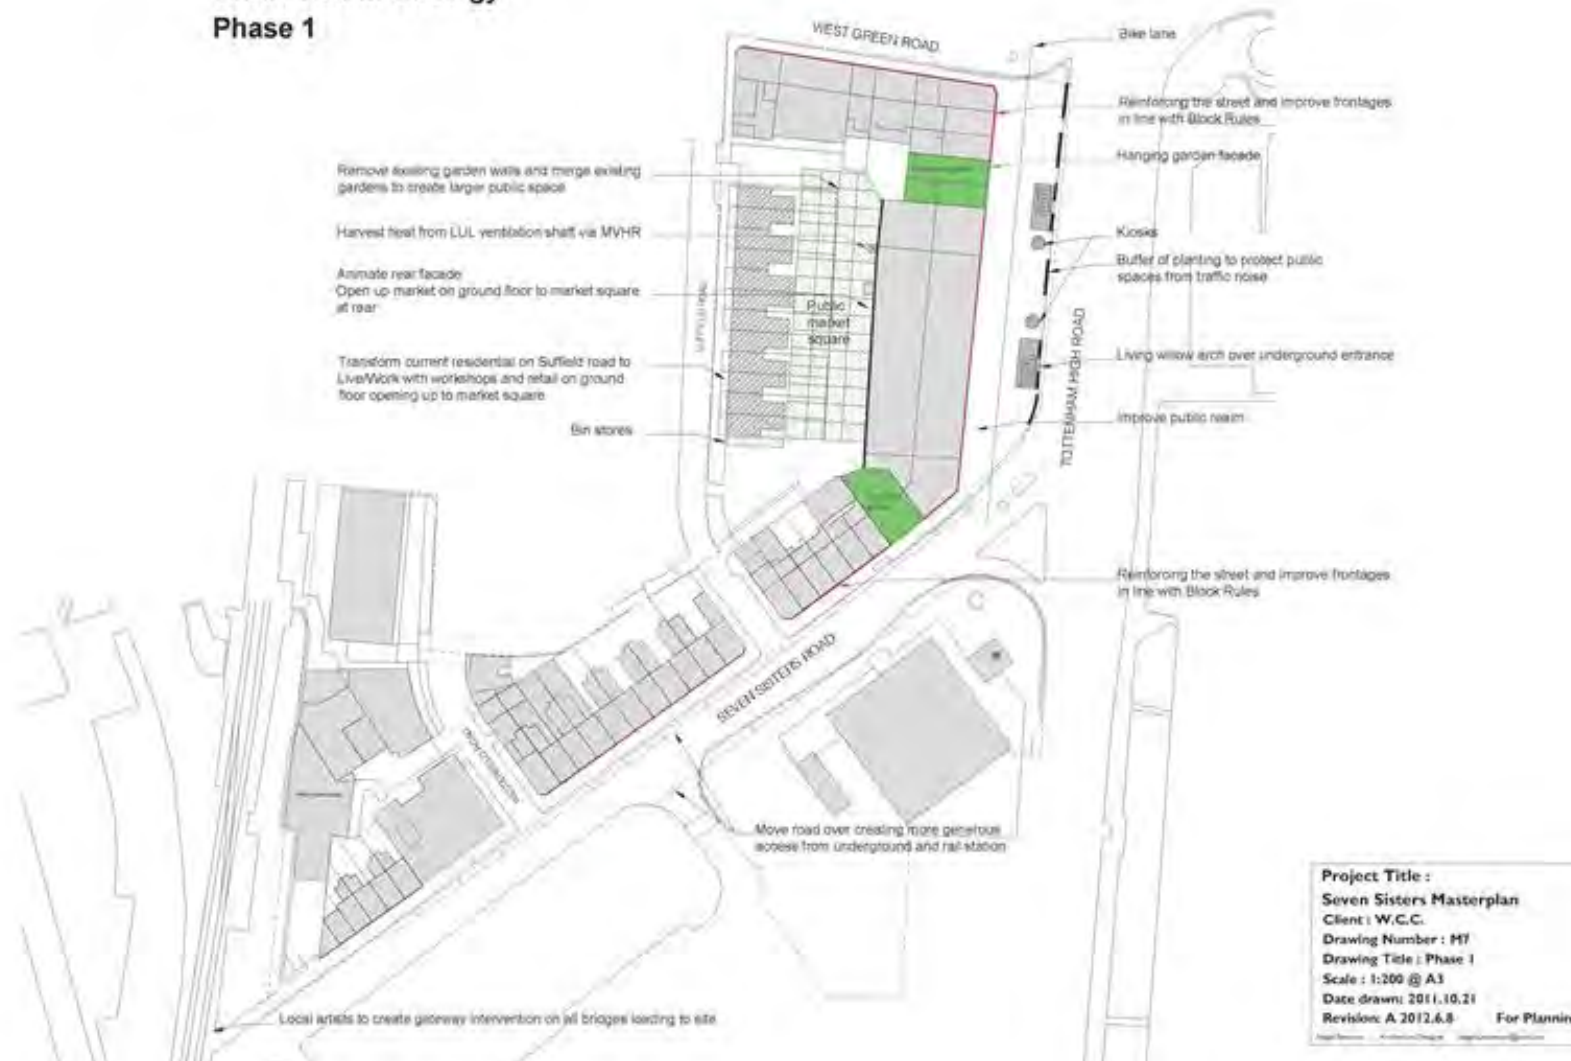 Phase 1
WEST GREEN ROAD
Bike lane
Reinforcing the street and improve frontages
in line with Block Rules
Hanging garden facade
Kiosks
Buffer of planting to protect public
spaces from traffic noise
Living willow arch over underground entrance
Improve public realm
Reinforcing the street and improve frontages
in line with Block Rules
Remove existing garden walls and merge existing
gardens to create larger public space
Harvest heat from LUL ventilation shaft via MVHR
Animate rear facade
Open up market on ground floor to market square
at rear
Transform current residential on Suffield road to
Live/Work with workshops and retail on ground
floor opening up to market square
Bin stores
SUFFIELD ROAD
Public
market
square
TOTTENHAM HIGH ROAD
SEVEN SISTERS ROAD
Move road over creating more generous
access from underground and rail station
Local artists to create gateway intervention on all bridges leading to site
Project Title :
Seven Sisters Masterplan
Client : W.C.C.
Drawing Number : M7
Drawing Title : Phase 1
Scale : 1:200 @ A3
Date drawn: 2011.10.21
Revision: A 2012.6.8 For Plannin